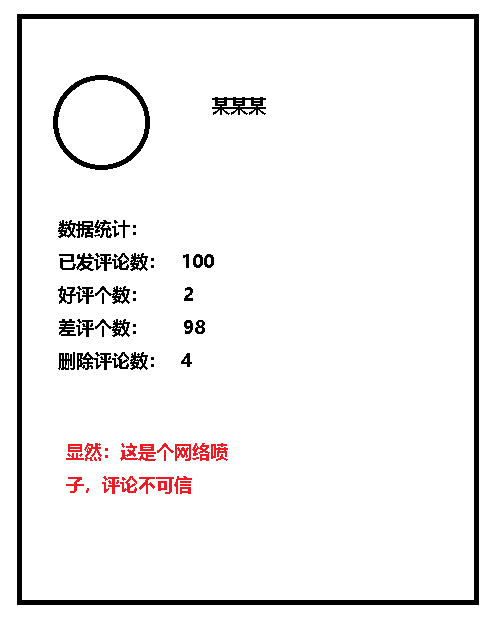 某某某
数据统计：
已发评论数： 100
好评个数： 2
差评个数： 98
删除评论数： 4
显然：这是个网络喷
子，评论不可信